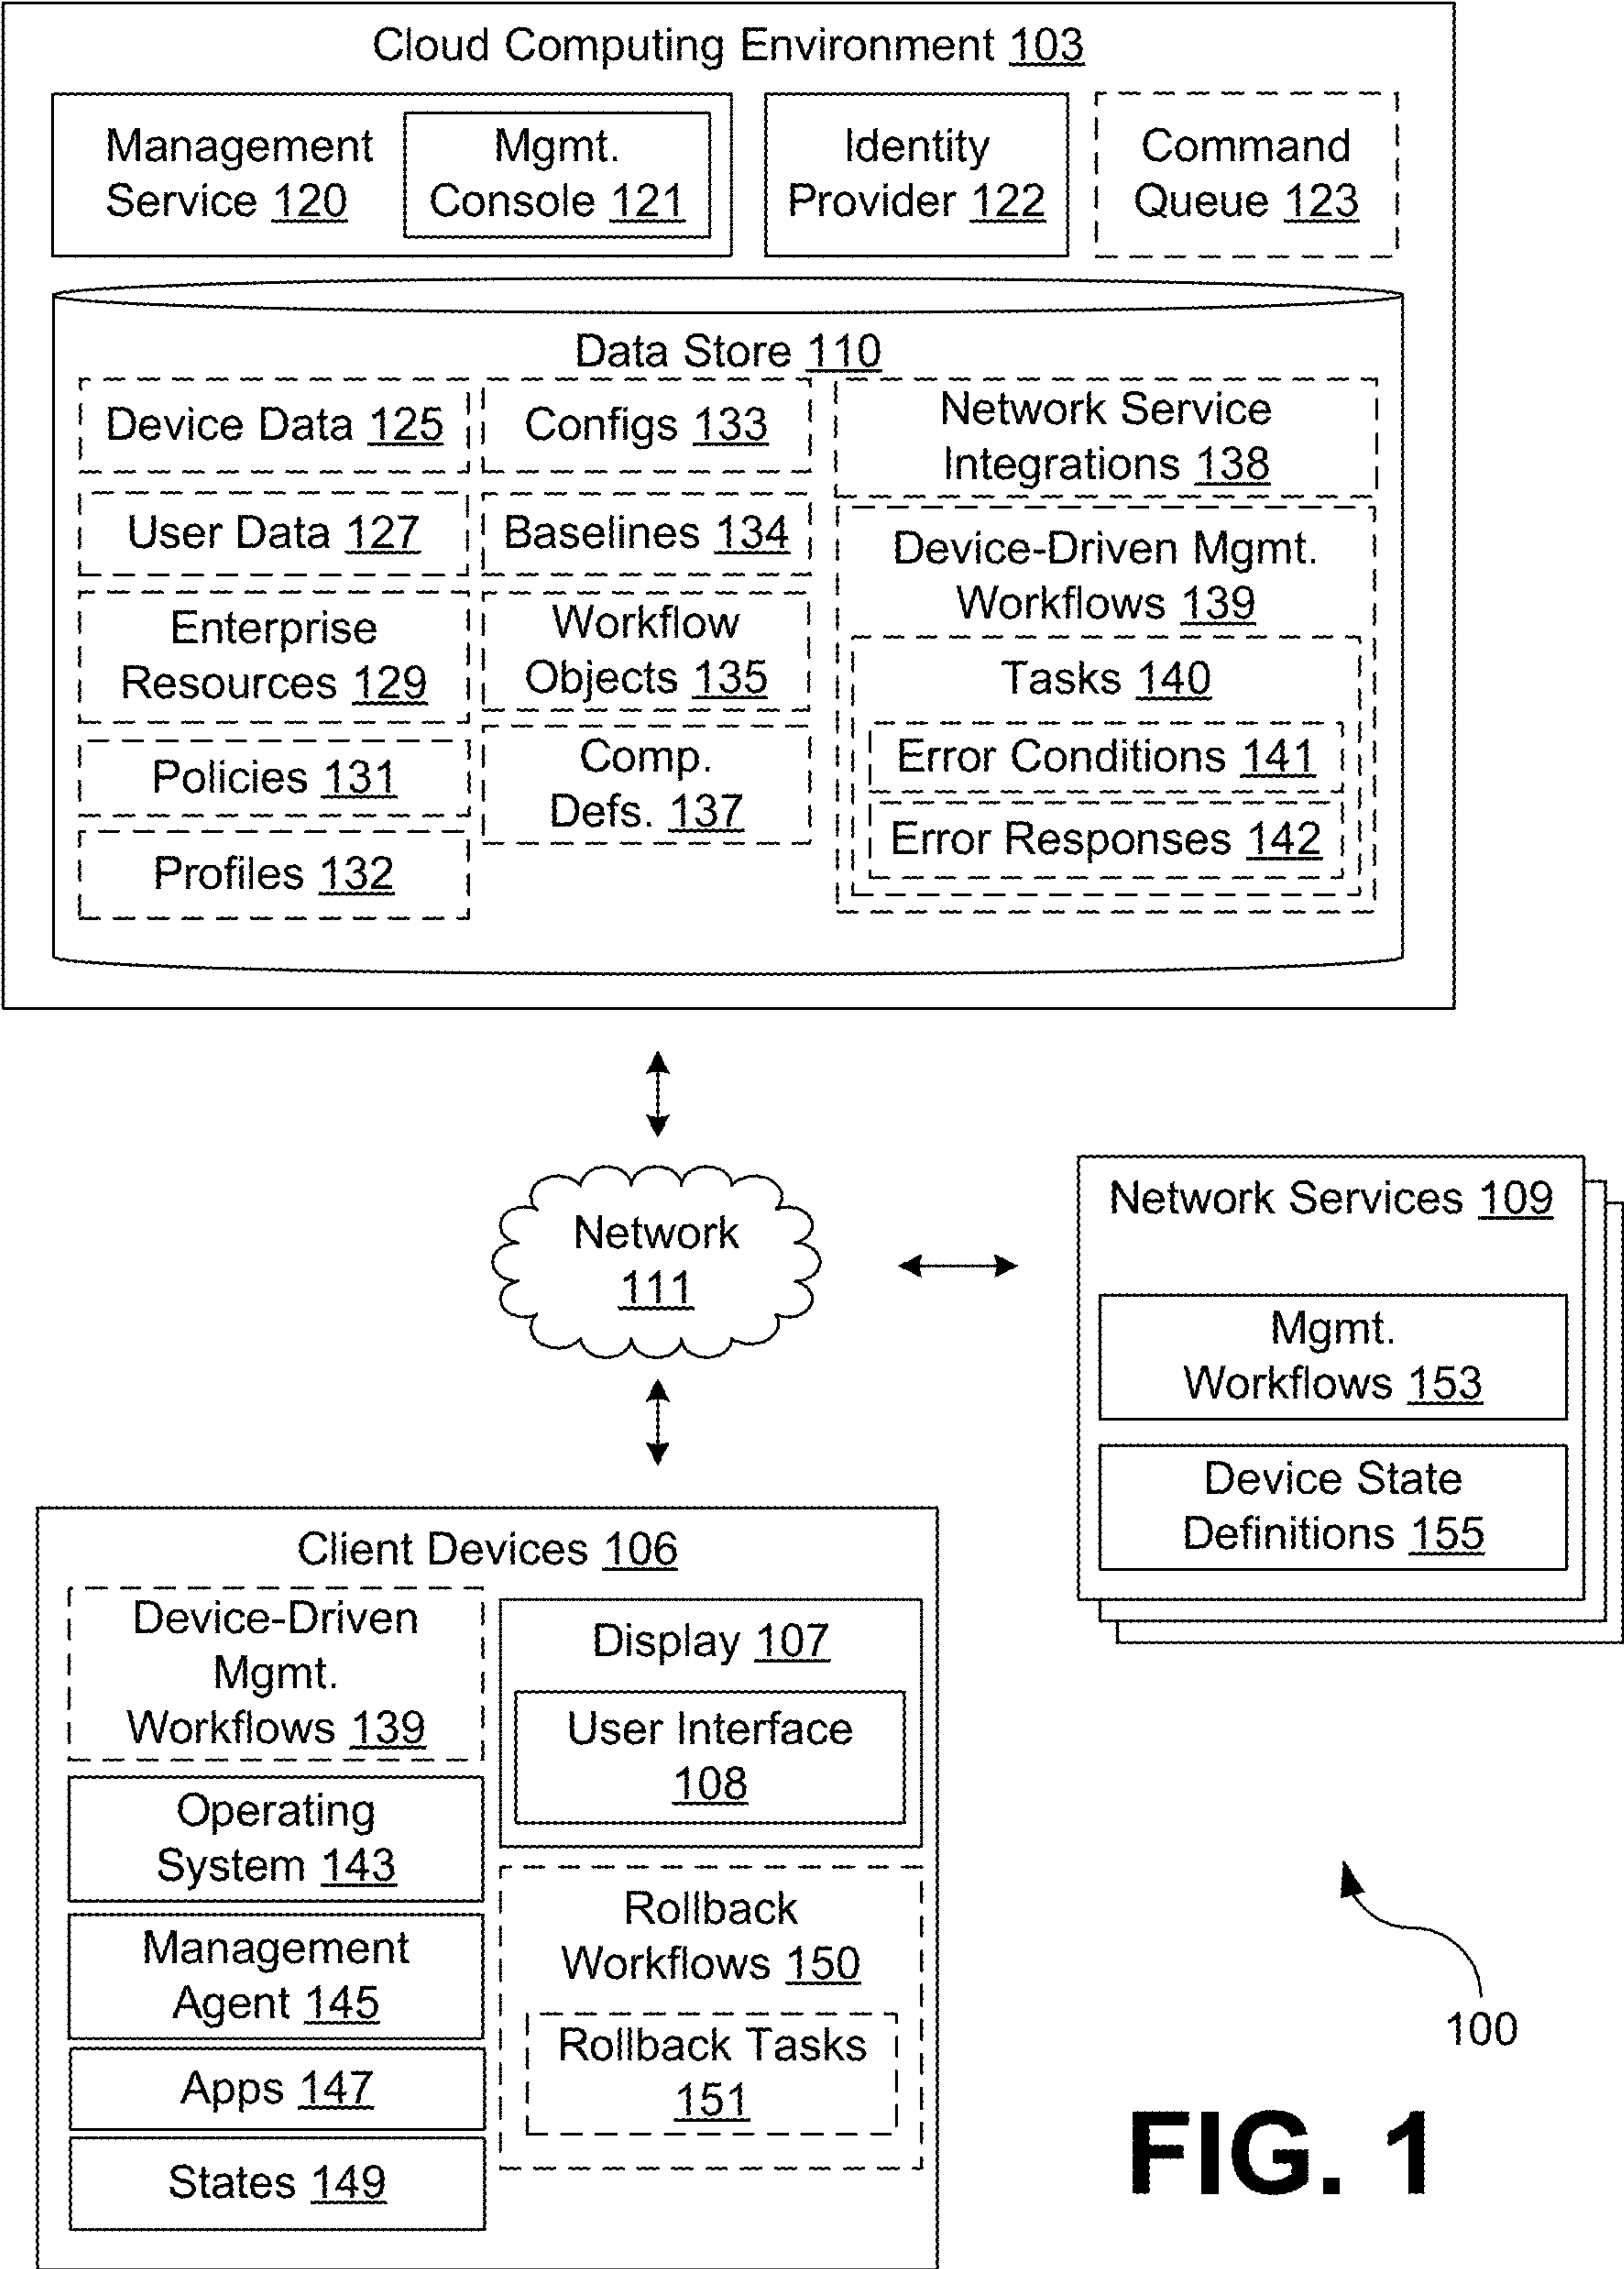 Cloud Computing Environment 103
Management
Service 120
Mgmt.
Console 121
Identity
Provider 122
Command
Queue 123
Data Store 110
Device Data 125
User Data 127
Enterprise
Resources 129
Policies 131
Profiles 132
Configs 133
Baselines 134
Workflow
Objects 135
Comp.
Defs. 137
Network Service
Integrations 138
Device-Driven Mgmt.
Workflows 139
Tasks 140
Error Conditions 141
Error Responses 142
Network
111
Network Services 109
Mgmt.
Workflows 153
Device State
Definitions 155
Client Devices 106
Device-Driven
Mgmt.
Workflows 139
Operating
System 143
Management
Agent 145
Apps 147
States 149
Display 107
User Interface
108
Rollback
Workflows 150
Rollback Tasks
151
100
FIG. 1